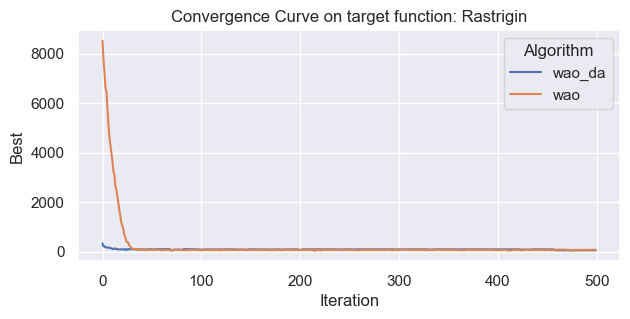 Convergence Curve on target function: Rastrigin
Algorithm
wao_da
wao
Best
8000
6000
4000
2000
0
0 100 200 300 400 500
Iteration